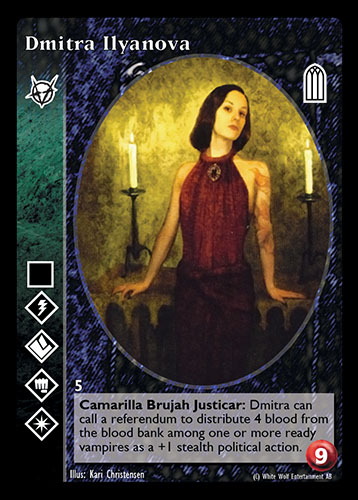 Dmitra Ilyanova
5
Camarilla Brujah Justicar: Dmitra can
call a referendum to distribute 4 blood from
the blood bank among one or more ready
vampires as a +1 stealth political action.
9
Illus: Kari Christensen
(C) White Wolf Entertainment AB